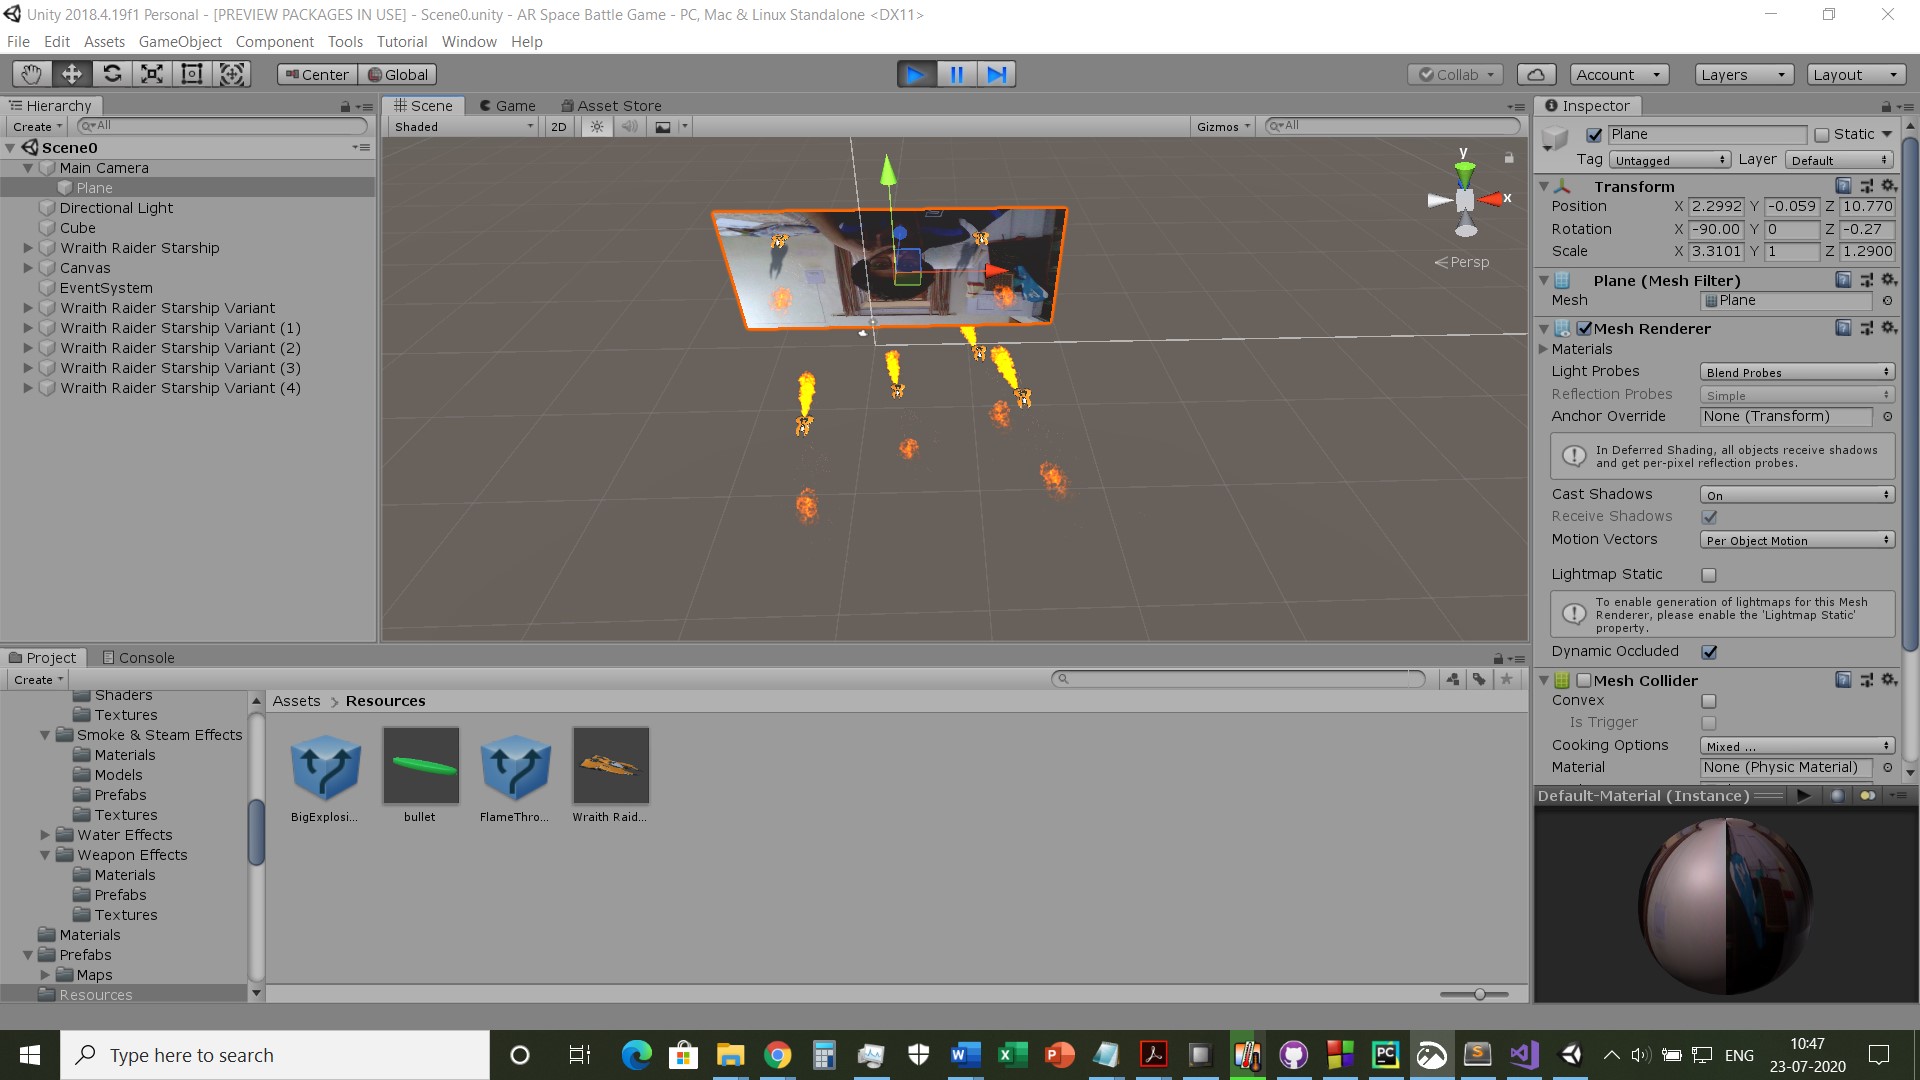 Unity 2018.4.19f1 Personal - [PREVIEW PACKAGES IN USE] - Scene0.unity - AR Space Battle Game - PC, Mac & Linux Standalone <DX11>
File Edit Assets GameObject Component Tools Tutorial Window Help
Center Global Collab Account Layers Layout
Hierarchy
Create All
Scene0
Main Camera
Plane
Directional Light
Cube
Wraith Raider Starship
Canvas
EventSystem
Wraith Raider Starship Variant
Wraith Raider Starship Variant (1)
Wraith Raider Starship Variant (2)
Wraith Raider Starship Variant (3)
Wraith Raider Starship Variant (4)
Scene Game Asset Store
Shaded 2D Gizmos All
y
x
Persp
Inspector
Plane Static
Tag Untagged Layer Default
Transform
Position X 2.2992 Y -0.059 Z 10.770
Rotation X -90.00 Y 0 Z -0.27
Scale X 3.3101 Y 1 Z 1.2900
Plane (Mesh Filter)
Mesh Plane
Mesh Renderer
Materials
Light Probes Blend Probes
Reflection Probes Simple
Anchor Override None (Transform)
In Deferred Shading, all objects receive shadows
and get per-pixel reflection probes.
Cast Shadows On
Receive Shadows
Motion Vectors Per Object Motion
Lightmap Static
To enable generation of lightmaps for this Mesh
Renderer, please enable the 'Lightmap Static'
property.
Dynamic Occluded
Mesh Collider
Convex
Is Trigger
Cooking Options Mixed ...
Material None (Physic Material)
Default-Material (Instance)
Project Console
Create
Shaders
Textures
Smoke & Steam Effects
Materials
Models
Prefabs
Textures
Water Effects
Weapon Effects
Materials
Prefabs
Textures
Materials
Prefabs
Maps
Resources
Assets > Resources
BigExplosi... bullet FlameThro... Wraith Raid...
Type here to search
ENG
10:47
23-07-2020